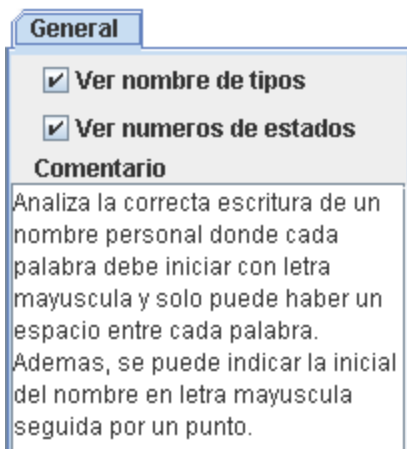 General
Ver nombre de tipos
Ver numeros de estados
Comentario
Analiza la correcta escritura de un
nombre personal donde cada
palabra debe iniciar con letra
mayuscula y solo puede haber un
espacio entre cada palabra.
Ademas, se puede indicar la inicial
del nombre en letra mayuscula
seguida por un punto.